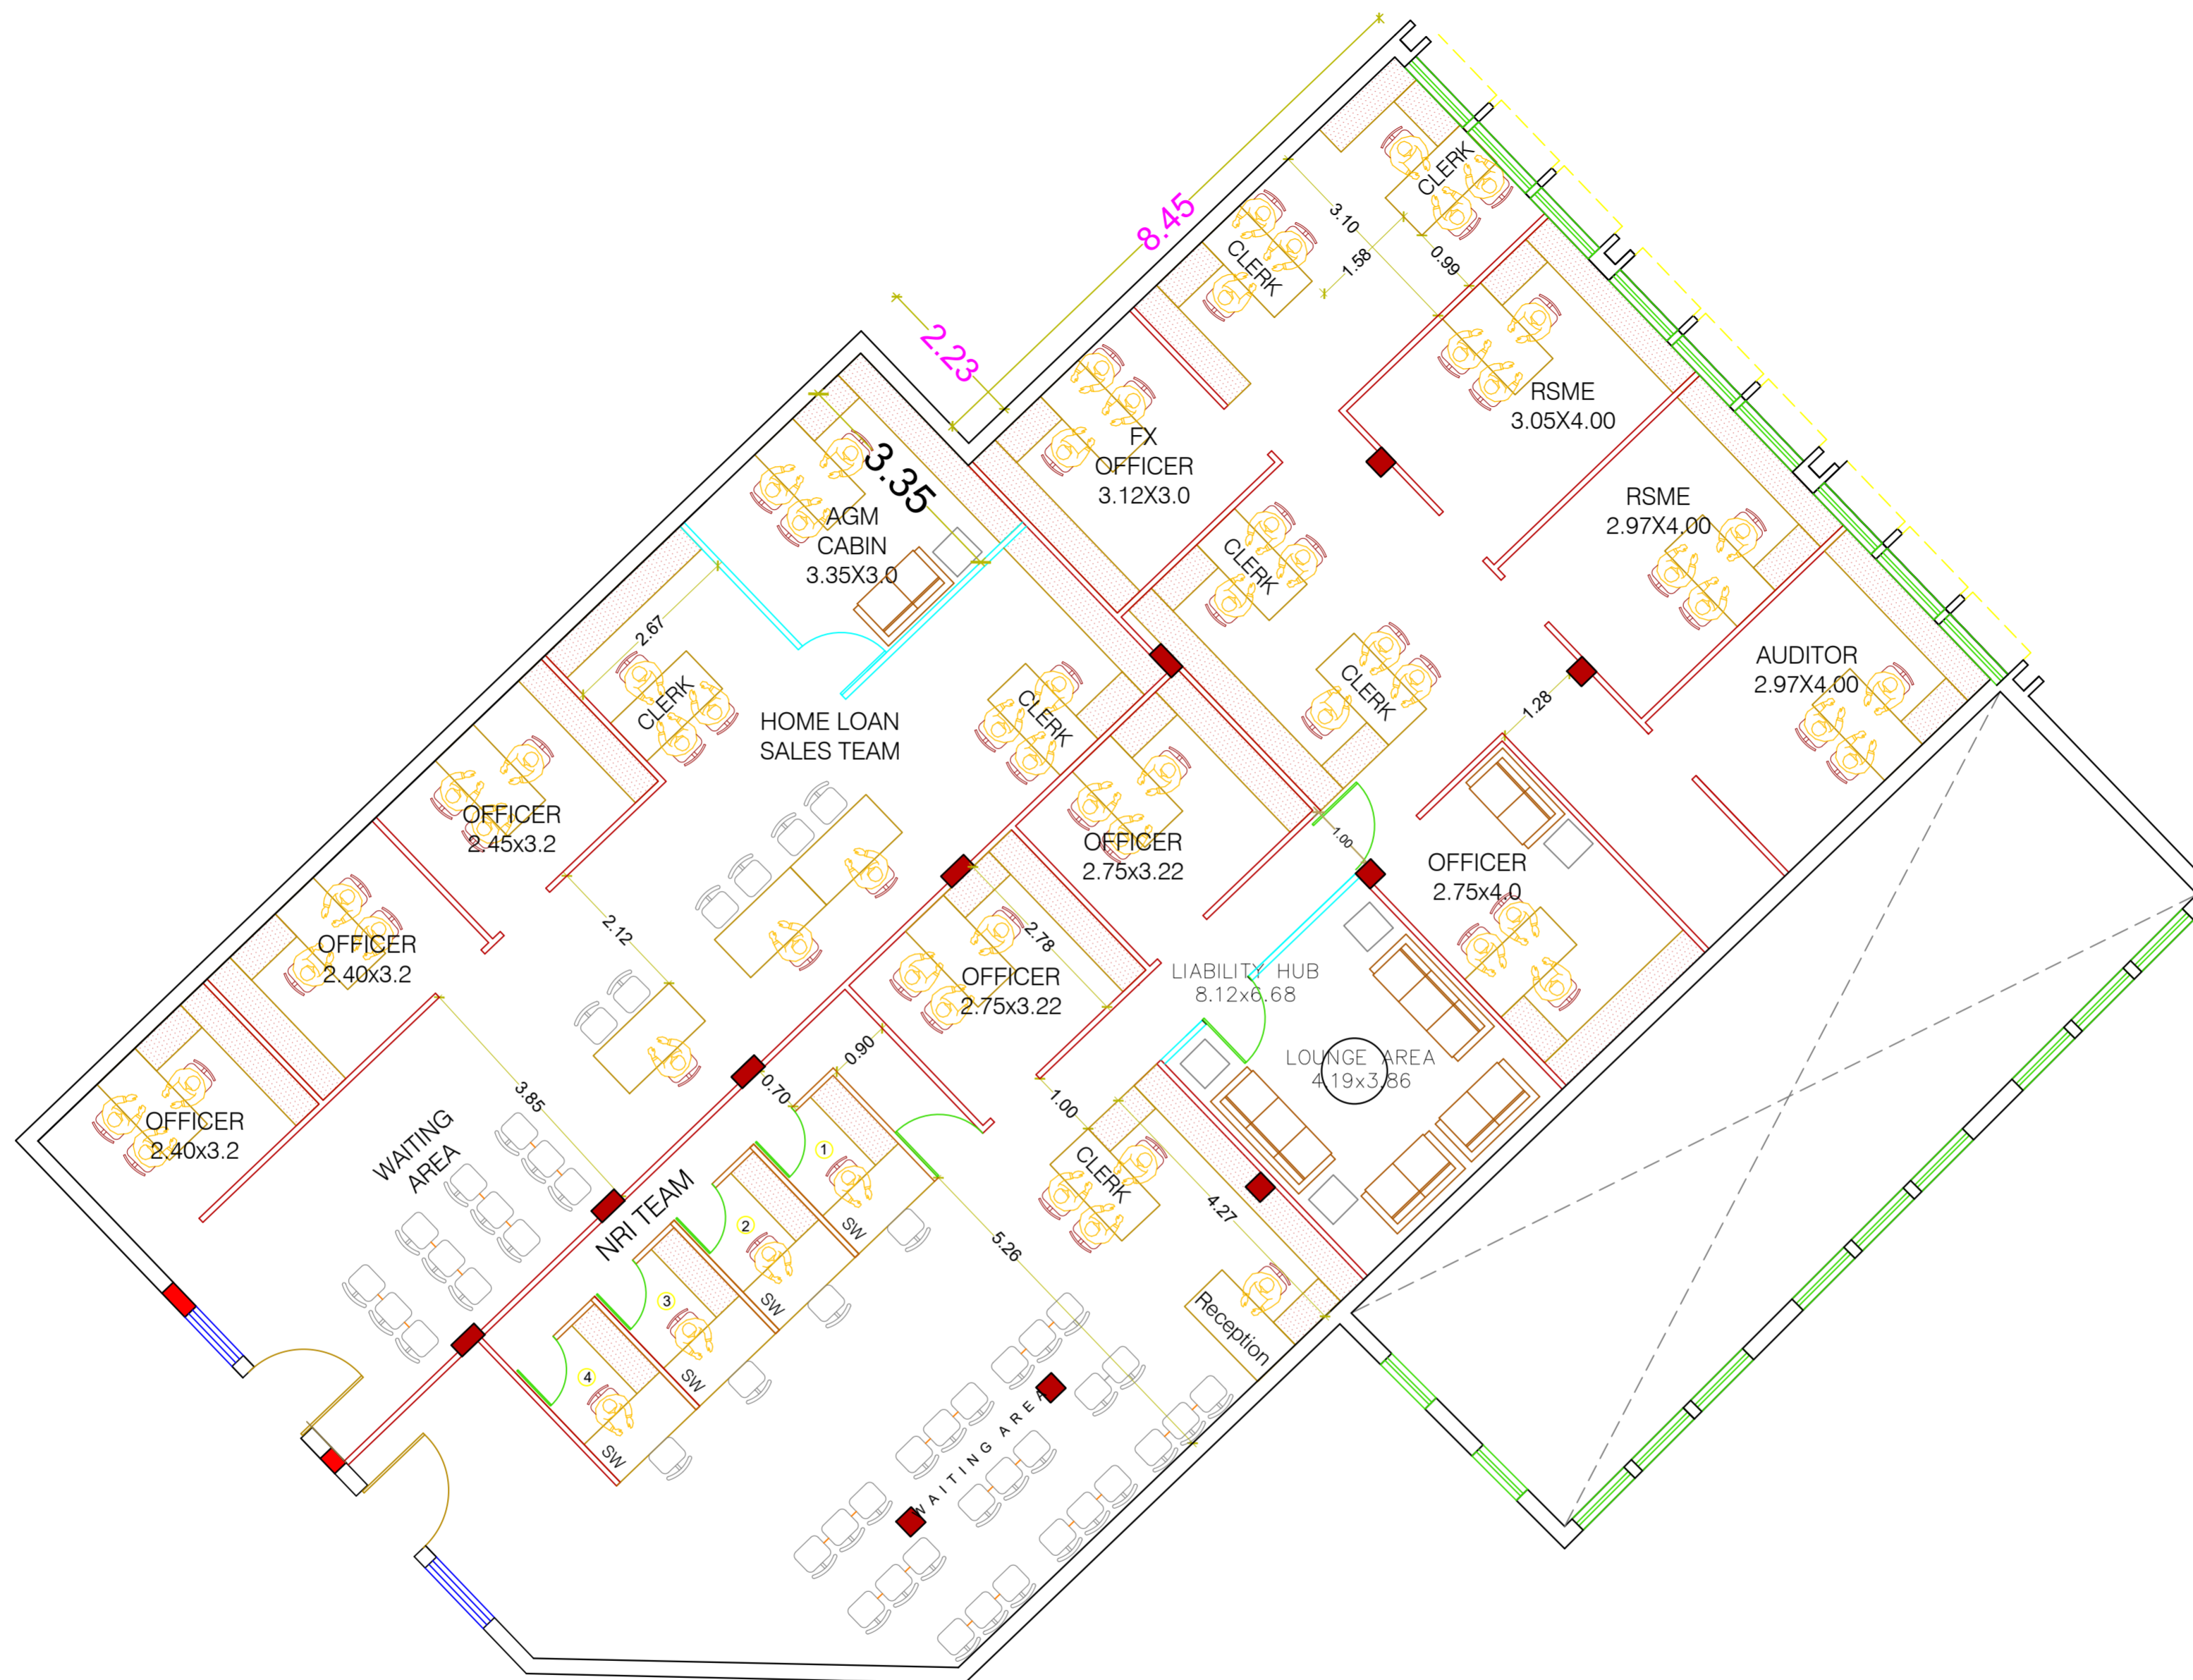 8.45
CLERK
3.10
1.58
0.99
CLERK
2.23
RSME
3.05X4.00
FX
OFFICER
3.12X3.0
3.35
RSME
2.97X4.00
AGM
CABIN
3.35X3.0
CLERK
2.67
AUDITOR
2.97X4.00
CLERK
CLERK
HOME LOAN
SALES TEAM
CLERK
1.28
OFFICER
2.45x3.2
OFFICER
2.75x3.22
1.00
OFFICER
2.75x4.0
2.12
2.78
OFFICER
2.40x3.2
OFFICER
2.75x3.22
LIABILITY HUB
8.12x6.68
0.90
LOUNGE AREA
4.19x3.86
3.85
0.70
1.00
OFFICER
2.40x3.2
WAITING
AREA
1
CLERK
NRI TEAM
2
SW
4.27
5.26
3
SW
Reception
4
SW
WAITING AREA
SW